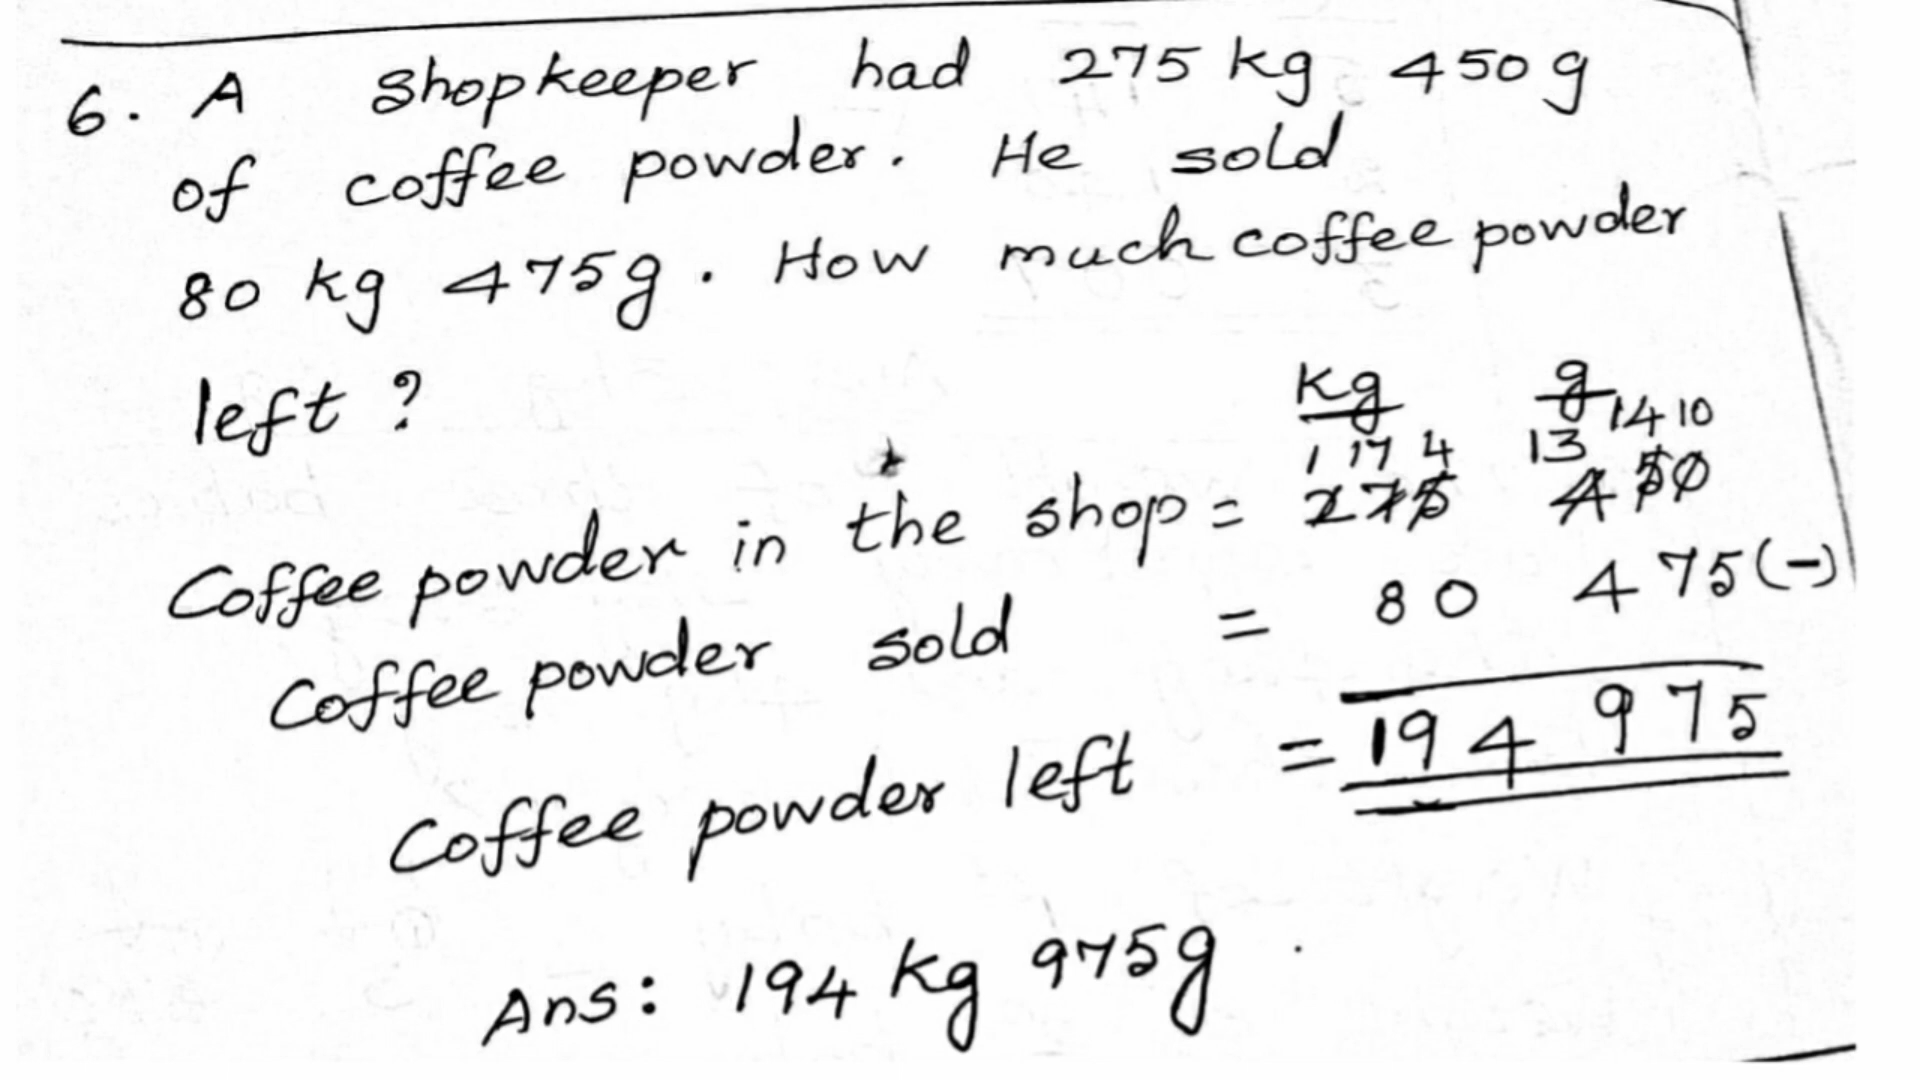 6. A shopkeeper had 275 kg 450 g
of coffee powder. He sold
80 kg 475g. How much coffee powder
left ?
kg g
1 17 4 13 14 10
Coffee powder in the shop = 275 450
Coffee powder sold = 80 475 (-)
Coffee powder left = 194 975
Ans: 194 kg 975g.